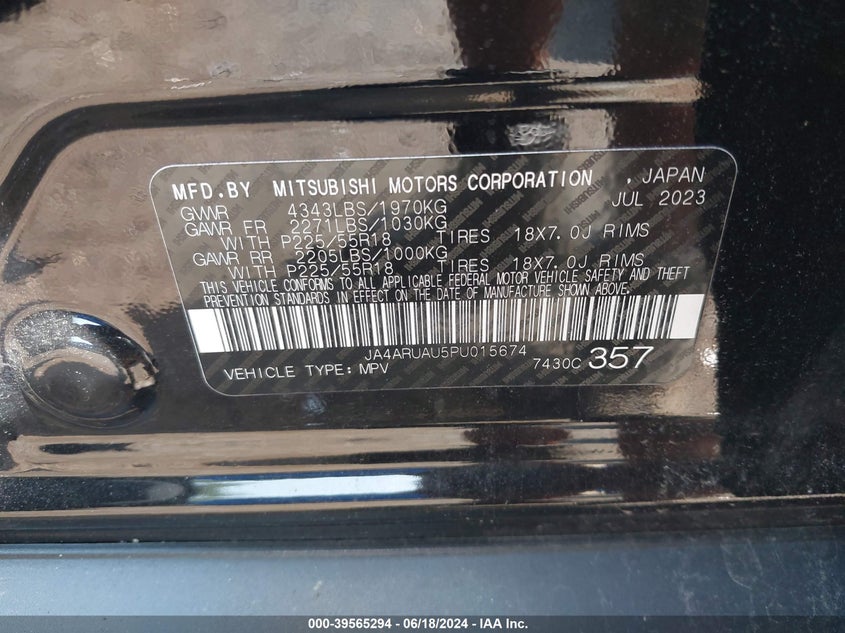 MFD.BY MITSUBISHI MOTORS CORPORATION , JAPAN
GVWR 4343LBS/1970KG JUL 2023
GAWR FR 2271LBS/1030KG
WITH P225/55R18 TIRES 18X7.0J RIMS
GAWR RR 2205LBS/1000KG
WITH P225/55R18 TIRES 18X7.0J RIMS
THIS VEHICLE CONFORMS TO ALL APPLICABLE FEDERAL MOTOR VEHICLE SAFETY AND THEFT
PREVENTION STANDARDS IN EFFECT ON THE DATE OF MANUFACTURE SHOWN ABOVE.
JA4ARUAU5PU015674
VEHICLE TYPE: MPV 7430C 357
000-39565294 - 06/18/2024 - IAA Inc.